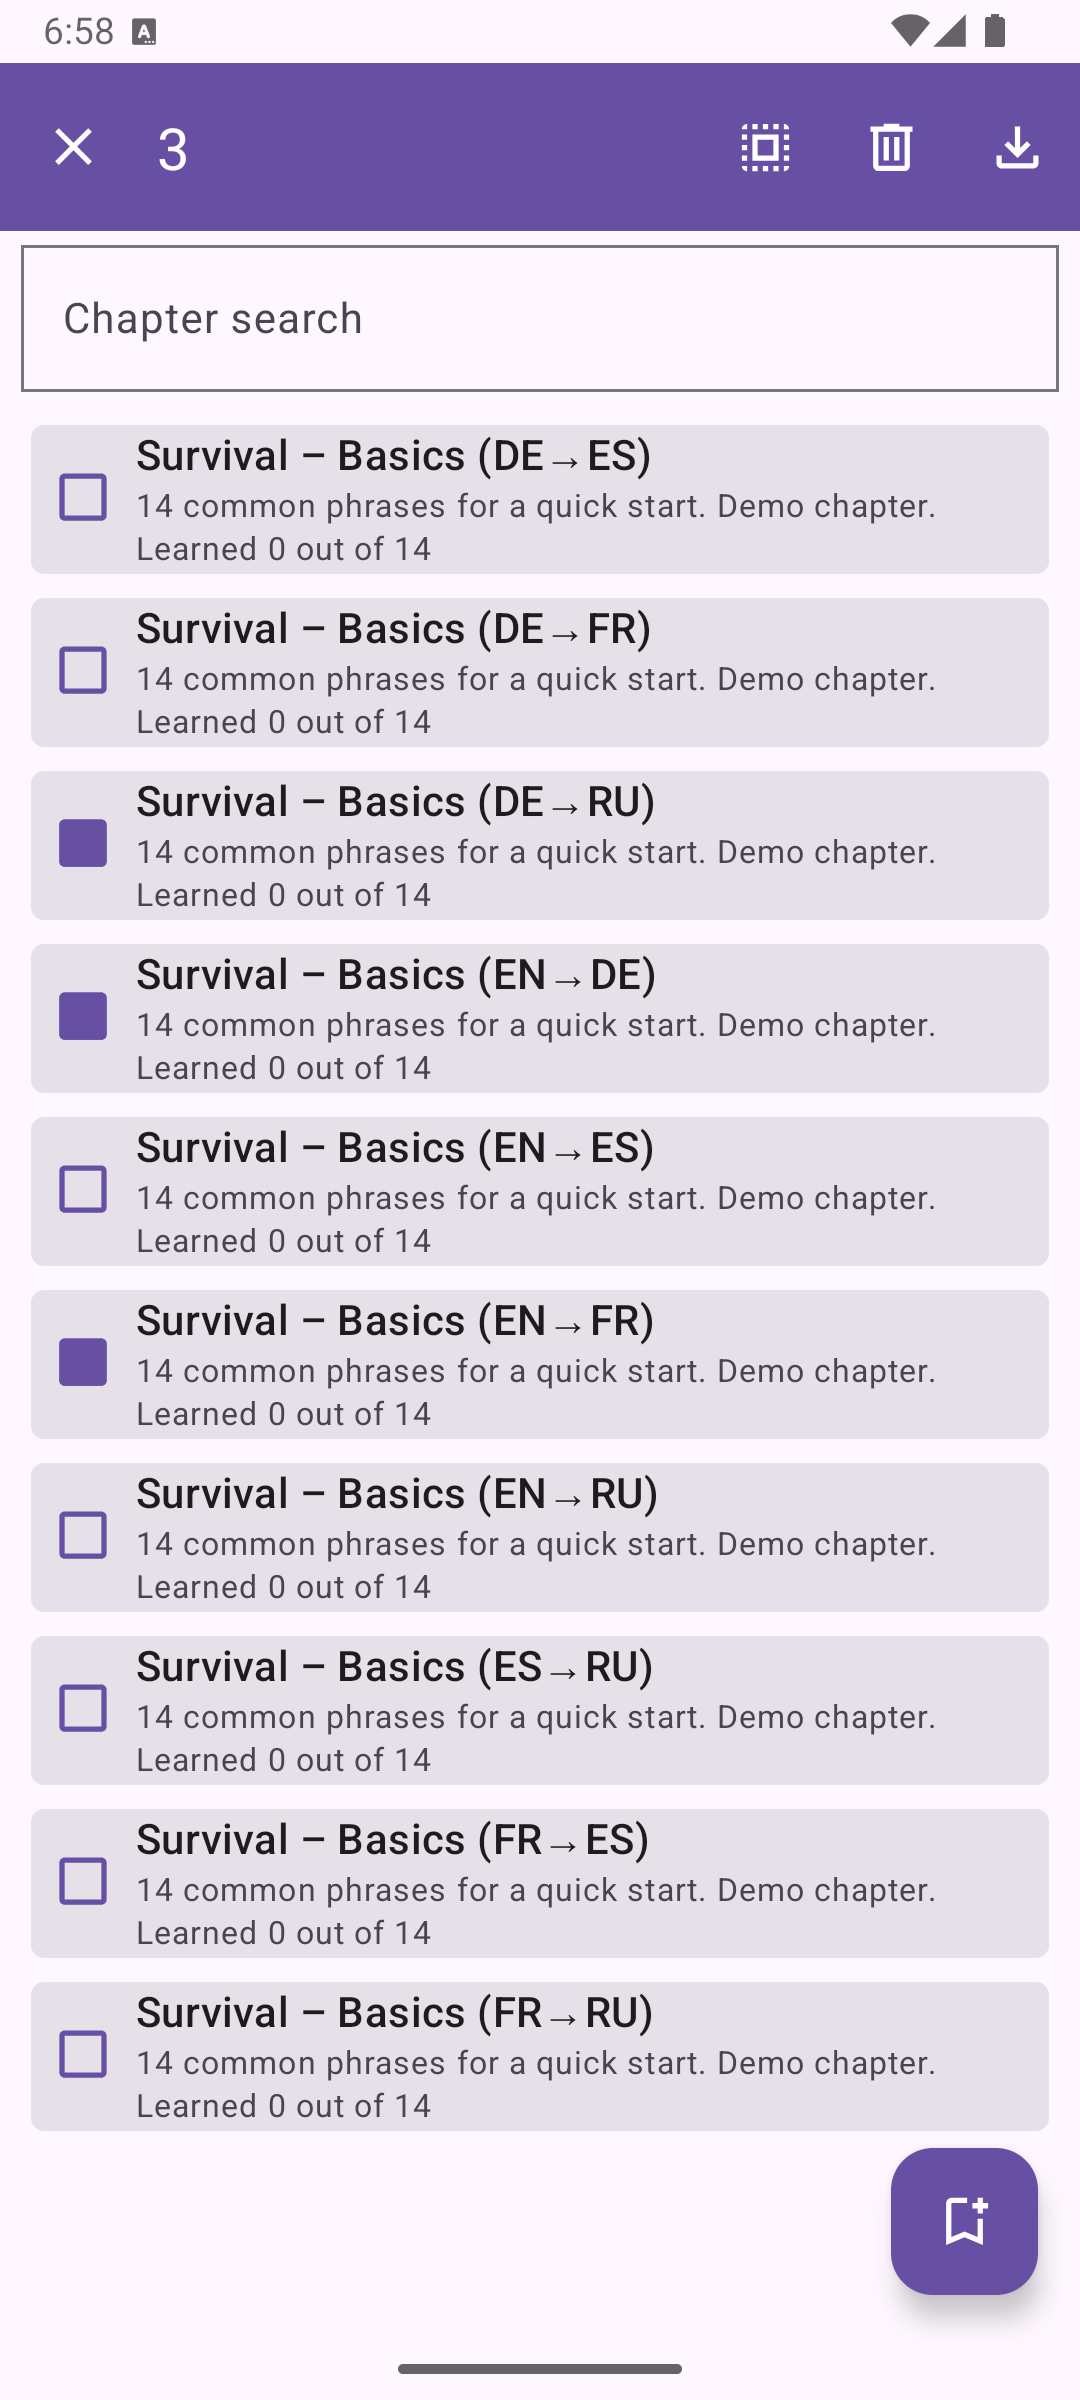 6:58
3
Chapter search
Survival – Basics (DE→ES)
14 common phrases for a quick start. Demo chapter.
Learned 0 out of 14
Survival – Basics (DE→FR)
14 common phrases for a quick start. Demo chapter.
Learned 0 out of 14
Survival – Basics (DE→RU)
14 common phrases for a quick start. Demo chapter.
Learned 0 out of 14
Survival – Basics (EN→DE)
14 common phrases for a quick start. Demo chapter.
Learned 0 out of 14
Survival – Basics (EN→ES)
14 common phrases for a quick start. Demo chapter.
Learned 0 out of 14
Survival – Basics (EN→FR)
14 common phrases for a quick start. Demo chapter.
Learned 0 out of 14
Survival – Basics (EN→RU)
14 common phrases for a quick start. Demo chapter.
Learned 0 out of 14
Survival – Basics (ES→RU)
14 common phrases for a quick start. Demo chapter.
Learned 0 out of 14
Survival – Basics (FR→ES)
14 common phrases for a quick start. Demo chapter.
Learned 0 out of 14
Survival – Basics (FR→RU)
14 common phrases for a quick start. Demo chapter.
Learned 0 out of 14